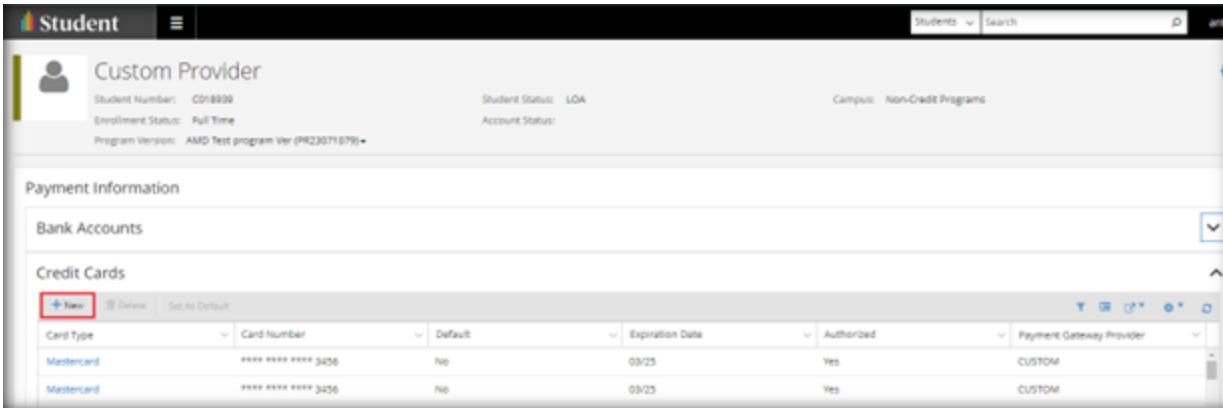 Student
Students Search
Custom Provider
Student Number: C018939 Student Status: LOA Campus: Non-Credit Programs
Enrollment Status: Full Time Account Status:
Program Version: AMD Test program Ver (PR23071079)
Payment Information
Bank Accounts
Credit Cards
+ New Delete Set As Default
Card Type Card Number Default Expiration Date Authorized Payment Gateway Provider
Mastercard **** **** **** 3456 No 03/25 Yes CUSTOM
Mastercard **** **** **** 3456 No 03/25 Yes CUSTOM